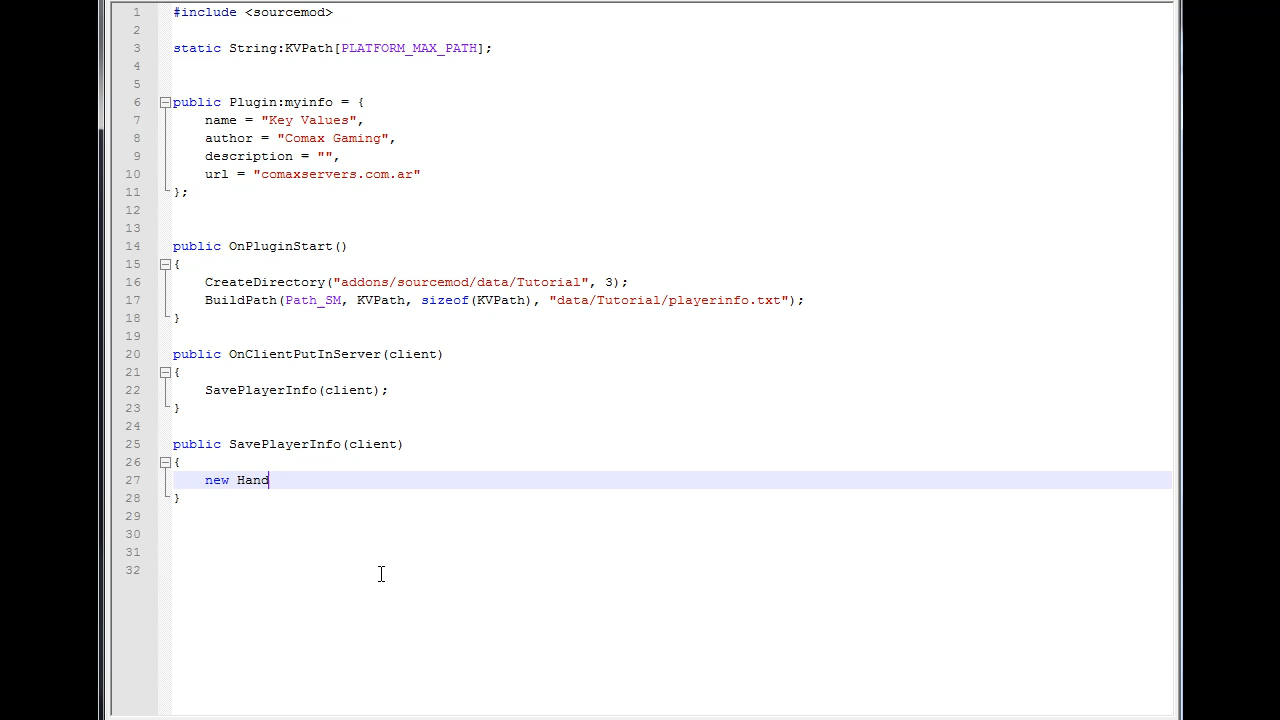 1 #include <sourcemod>
2
3 static String:KVPath[PLATFORM_MAX_PATH];
4
5
6 public Plugin:myinfo = {
7 name = "Key Values",
8 author = "Comax Gaming",
9 description = "",
10 url = "comaxservers.com.ar"
11 };
12
13
14 public OnPluginStart()
15 {
16 CreateDirectory("addons/sourcemod/data/Tutorial", 3);
17 BuildPath(Path_SM, KVPath, sizeof(KVPath), "data/Tutorial/playerinfo.txt");
18 }
19
20 public OnClientPutInServer(client)
21 {
22 SavePlayerInfo(client);
23 }
24
25 public SavePlayerInfo(client)
26 {
27 new Hand
28 }
29
30
31
32